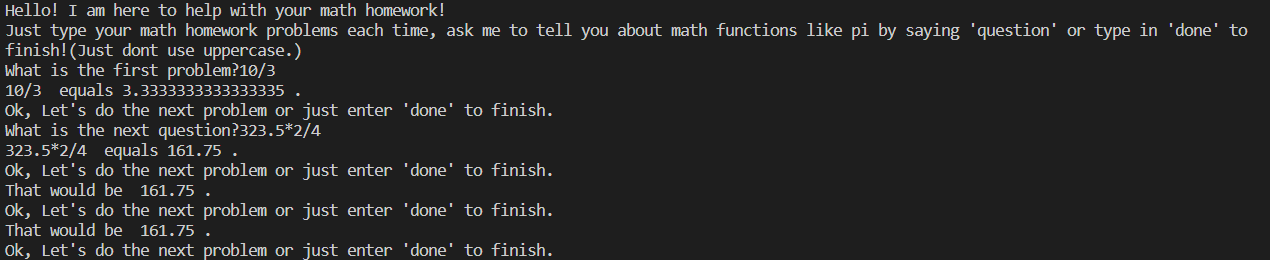 Hello! I am here to help with your math homework!
Just type your math homework problems each time, ask me to tell you about math functions like pi by saying 'question' or type in 'done' to
finish!(Just dont use uppercase.)
What is the first problem?10/3
10/3  equals 3.3333333333333335 .
Ok, Let's do the next problem or just enter 'done' to finish.
What is the next question?323.5*2/4
323.5*2/4  equals 161.75 .
Ok, Let's do the next problem or just enter 'done' to finish.
That would be  161.75 .
Ok, Let's do the next problem or just enter 'done' to finish.
That would be  161.75 .
Ok, Let's do the next problem or just enter 'done' to finish.